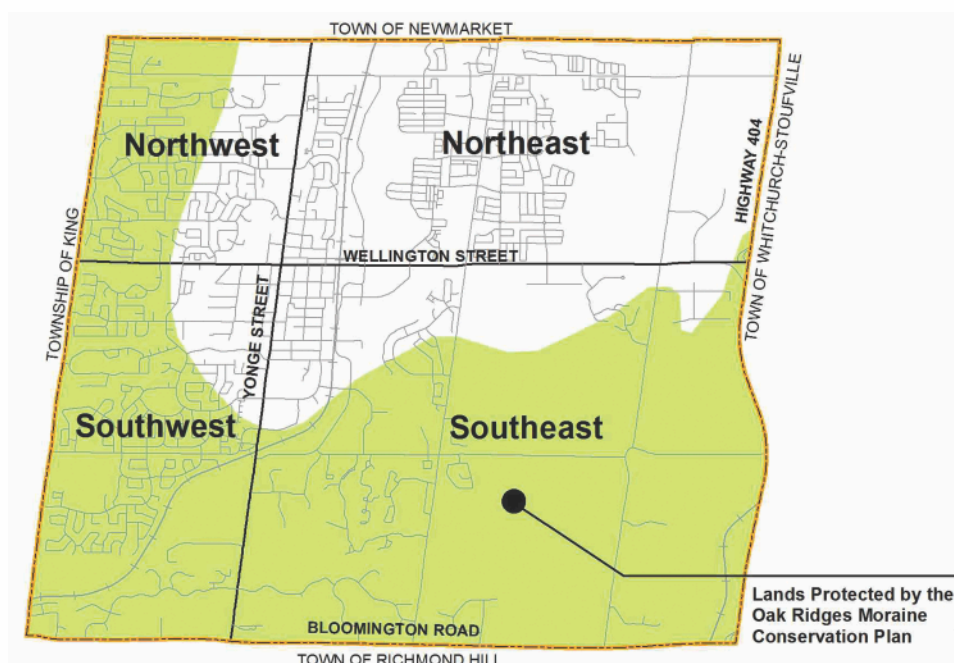 TOWN OF NEWMARKET
Northwest
Northeast
HIGHWAY 404
TOWN OF WHITCHURCH-STOUFVILLE
TOWNSHIP OF KING
WELLINGTON STREET
YONGE STREET
Southwest
Southeast
Lands Protected by the
Oak Ridges Moraine
Conservation Plan
BLOOMINGTON ROAD
TOWN OF RICHMOND HILL